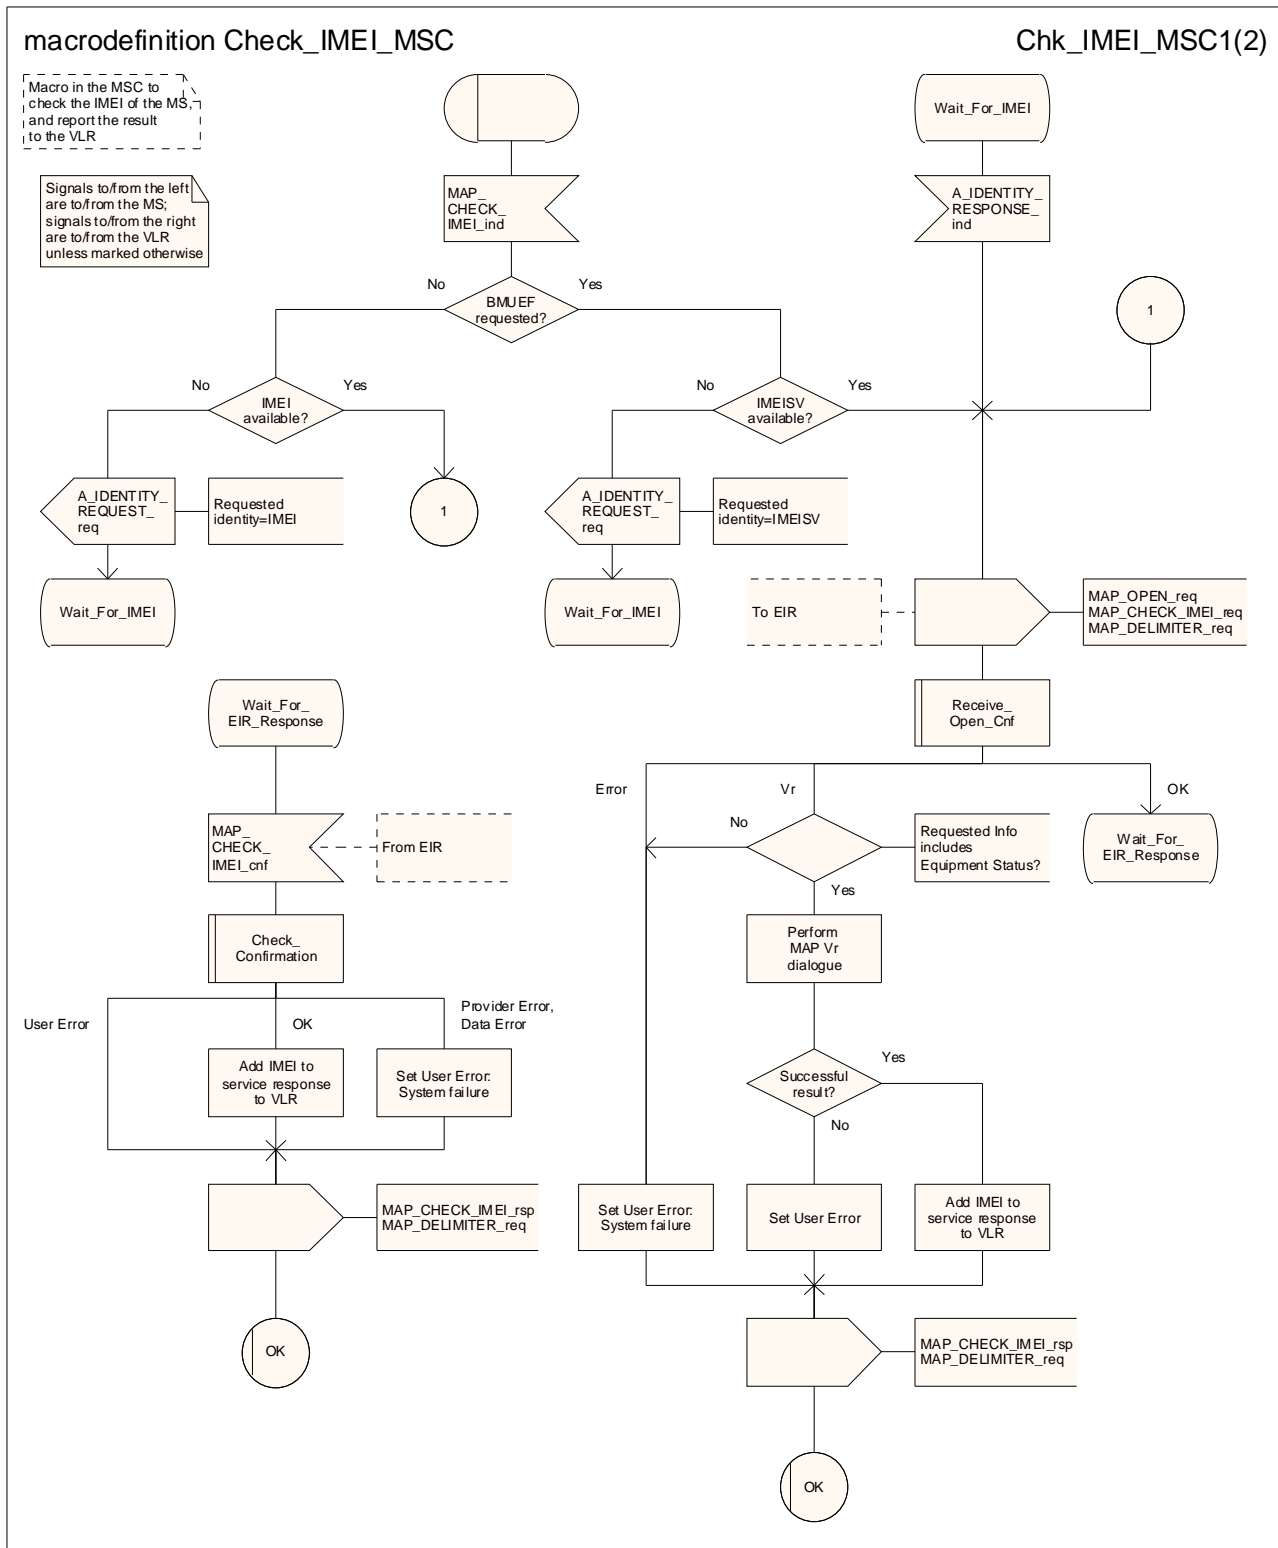 macrodefinition Check_IMEI_MSC
Chk_IMEI_MSC1(2)
Macro in the MSC to
check the IMEI of the MS,
and report the result
to the VLR
Signals to/from the left
are to/from the MS;
signals to/from the right
are to/from the VLR
unless marked otherwise
MAP_
CHECK_
IMEI_ind
Wait_For_IMEI
A_IDENTITY_
RESPONSE_
ind
No
BMUEF
requested?
Yes
1
No
IMEI
available?
Yes
No
IMEISV
available?
Yes
A_IDENTITY_
REQUEST_
req
Requested
identity=IMEI
1
A_IDENTITY_
REQUEST_
req
Requested
identity=IMEISV
Wait_For_IMEI
Wait_For_IMEI
To EIR
MAP_OPEN_req
MAP_CHECK_IMEI_req
MAP_DELIMITER_req
Wait_For_
EIR_Response
Receive_
Open_Cnf
Error
Vr
OK
MAP_
CHECK_
IMEI_cnf
From EIR
No
Requested Info
includes
Equipment Status?
Wait_For_
EIR_Response
Yes
Check_
Confirmation
Perform
MAP Vr
dialogue
User Error
OK
Provider Error,
Data Error
Add IMEI to
service response
to VLR
Set User Error:
System failure
Successful
result?
Yes
No
MAP_CHECK_IMEI_rsp
MAP_DELIMITER_req
Set User Error:
System failure
Set User Error
Add IMEI to
service response
to VLR
OK
MAP_CHECK_IMEI_rsp
MAP_DELIMITER_req
OK